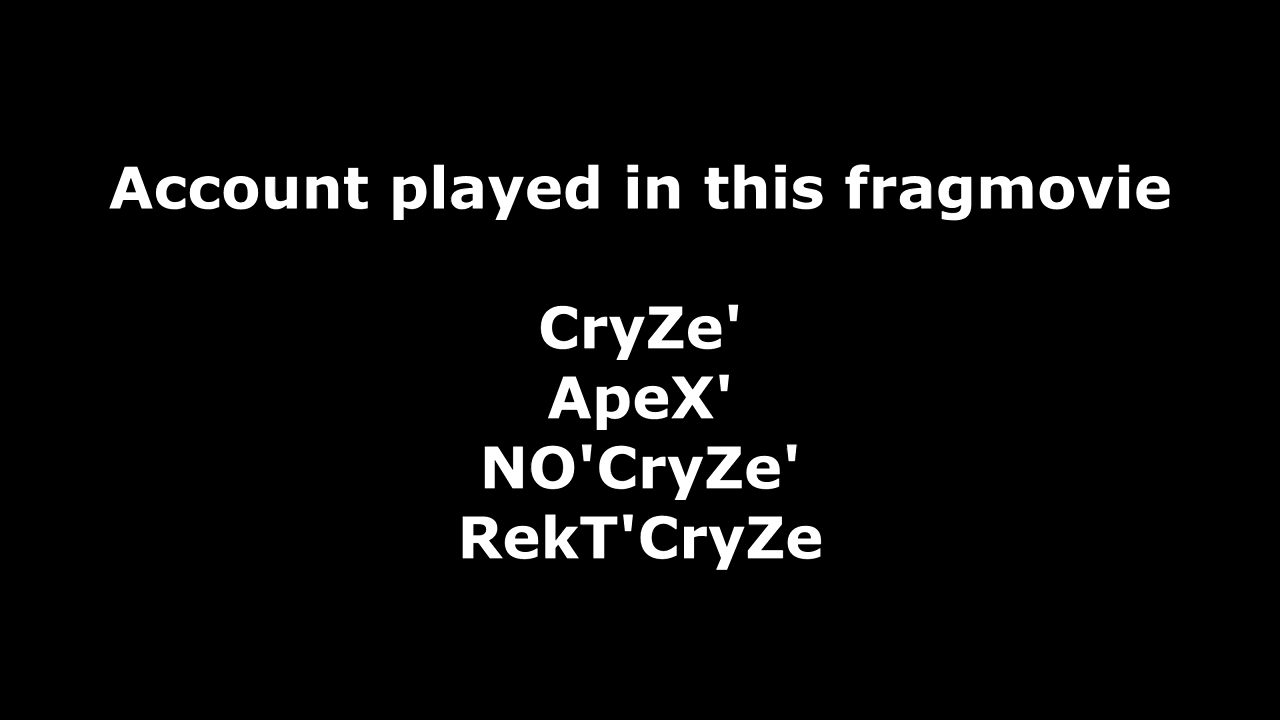 Account played in this fragmovie
CryZe'
ApeX'
NO'CryZe'
RekT'CryZe